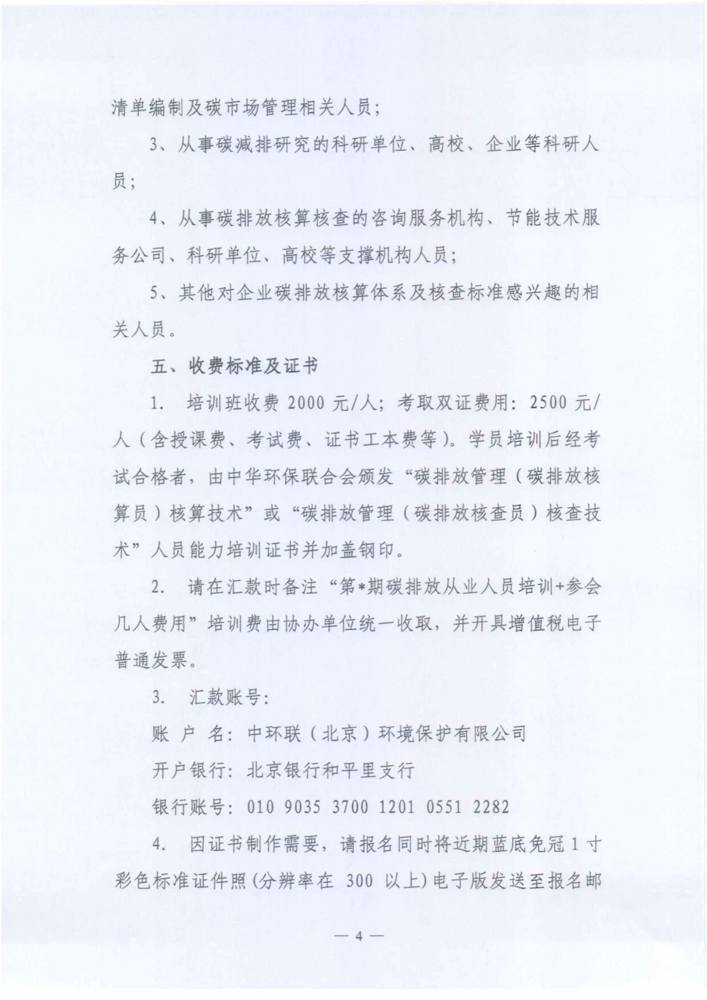 清单编制及碳市场管理相关人员；
3、从事碳减排研究的科研单位、高校、企业等科研人
员；
4、从事碳排放核算核查的咨询服务机构、节能技术服
务公司、科研单位、高校等支撑机构人员；
5、其他对企业碳排放核算体系及核查标准感兴趣的相
关人员。
五、收费标准及证书
1. 培训班收费 2000 元/人；考取双证费用：2500 元/
人（含授课费、考试费、证书工本费等）。学员培训后经考
试合格者，由中华环保联合会颁发“碳排放管理（碳排放核
算员）核算技术”或“碳排放管理（碳排放核查员）核查技
术”人员能力培训证书并加盖钢印。
2. 请在汇款时备注“第*期碳排放从业人员培训+参会
几人费用”培训费由协办单位统一收取，并开具增值税电子
普通发票。
3. 汇款账号：
账 户 名：中环联（北京）环境保护有限公司
开户银行：北京银行和平里支行
银行账号：010 9035 3700 1201 0551 2282
4. 因证书制作需要，请报名同时将近期蓝底免冠 1 寸
彩色标准证件照(分辨率在 300 以上)电子版发送至报名邮
— 4 —